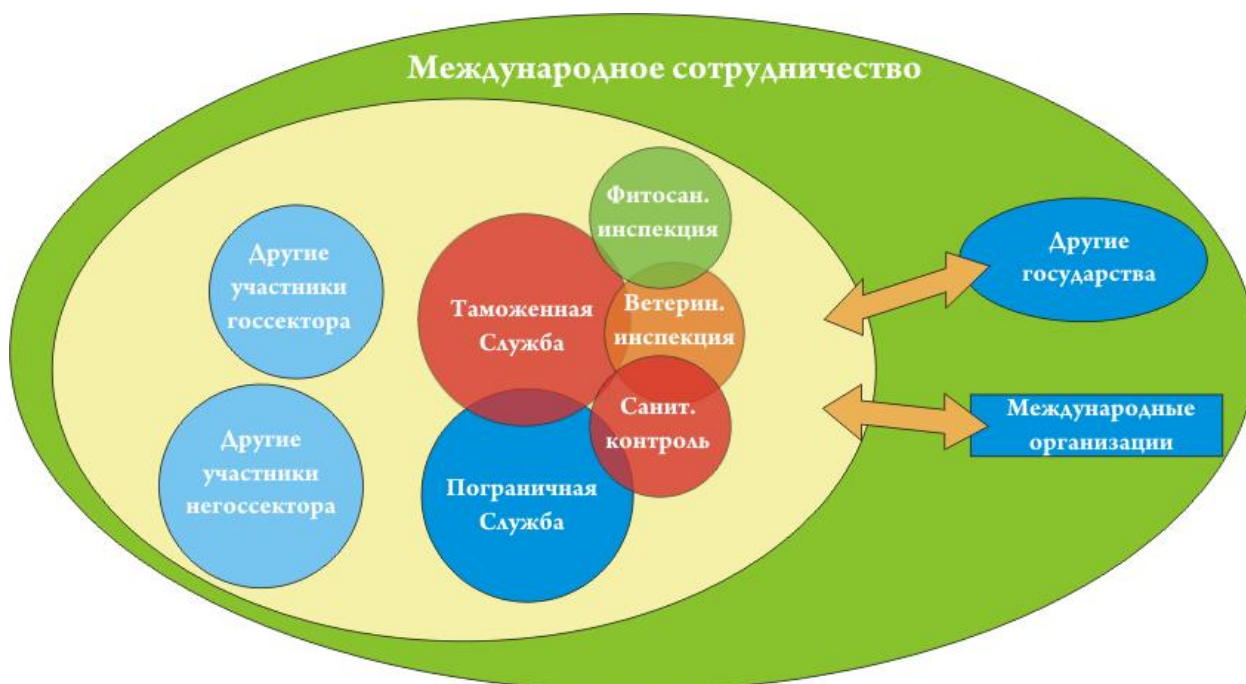 Международное сотрудничество
Фитосан.
инспекция
Другие
участники
госсектора
Таможенная
Служба
Ветерин.
инспекция
Другие
государства
Санит.
контроль
Международные
организации
Другие
участники
негоссектора
Пограничная
Служба